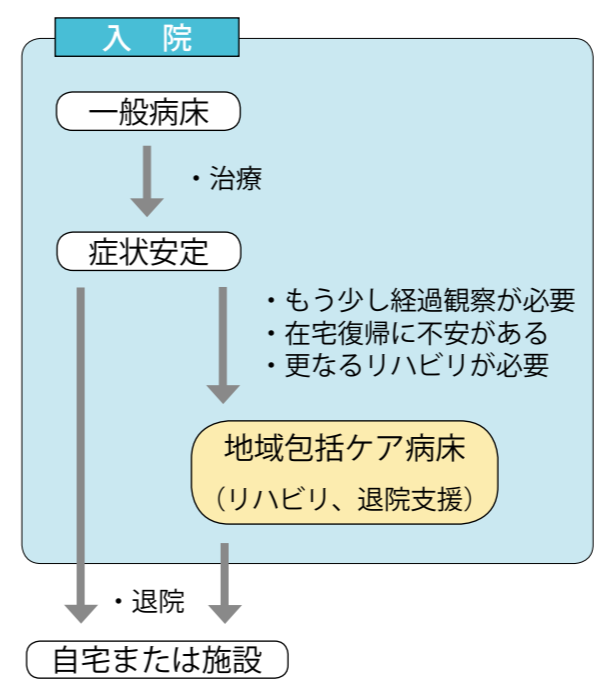 入 院
一般病床
・治療
症状安定
・もう少し経過観察が必要
・在宅復帰に不安がある
・更なるリハビリが必要
地域包括ケア病床
（リハビリ、退院支援）
・退院
自宅または施設